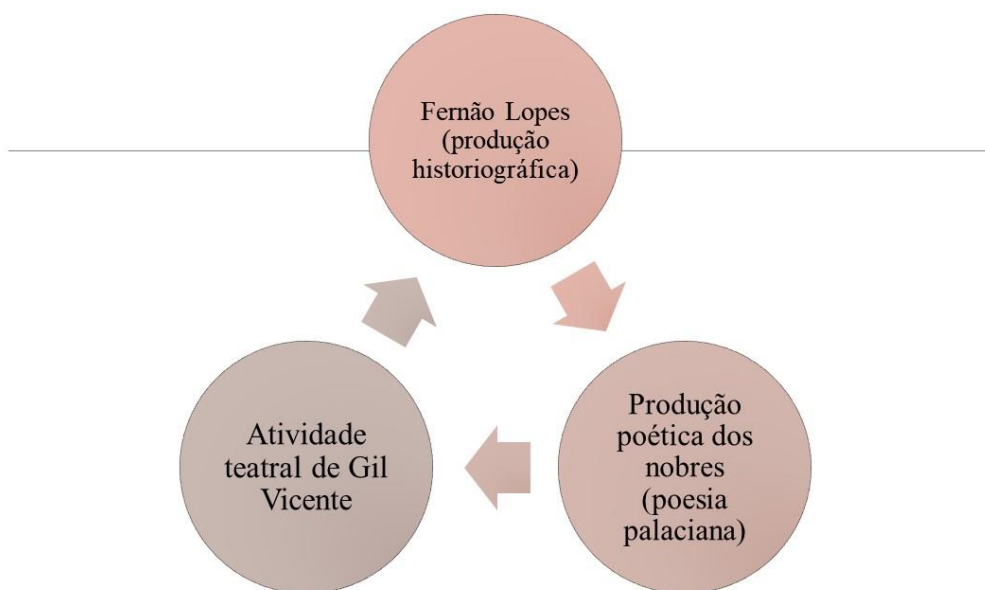 Fernão Lopes
(produção
historiográfica)
Produção
poética dos
nobres
(poesia
palaciana)
Atividade
teatral de Gil
Vicente